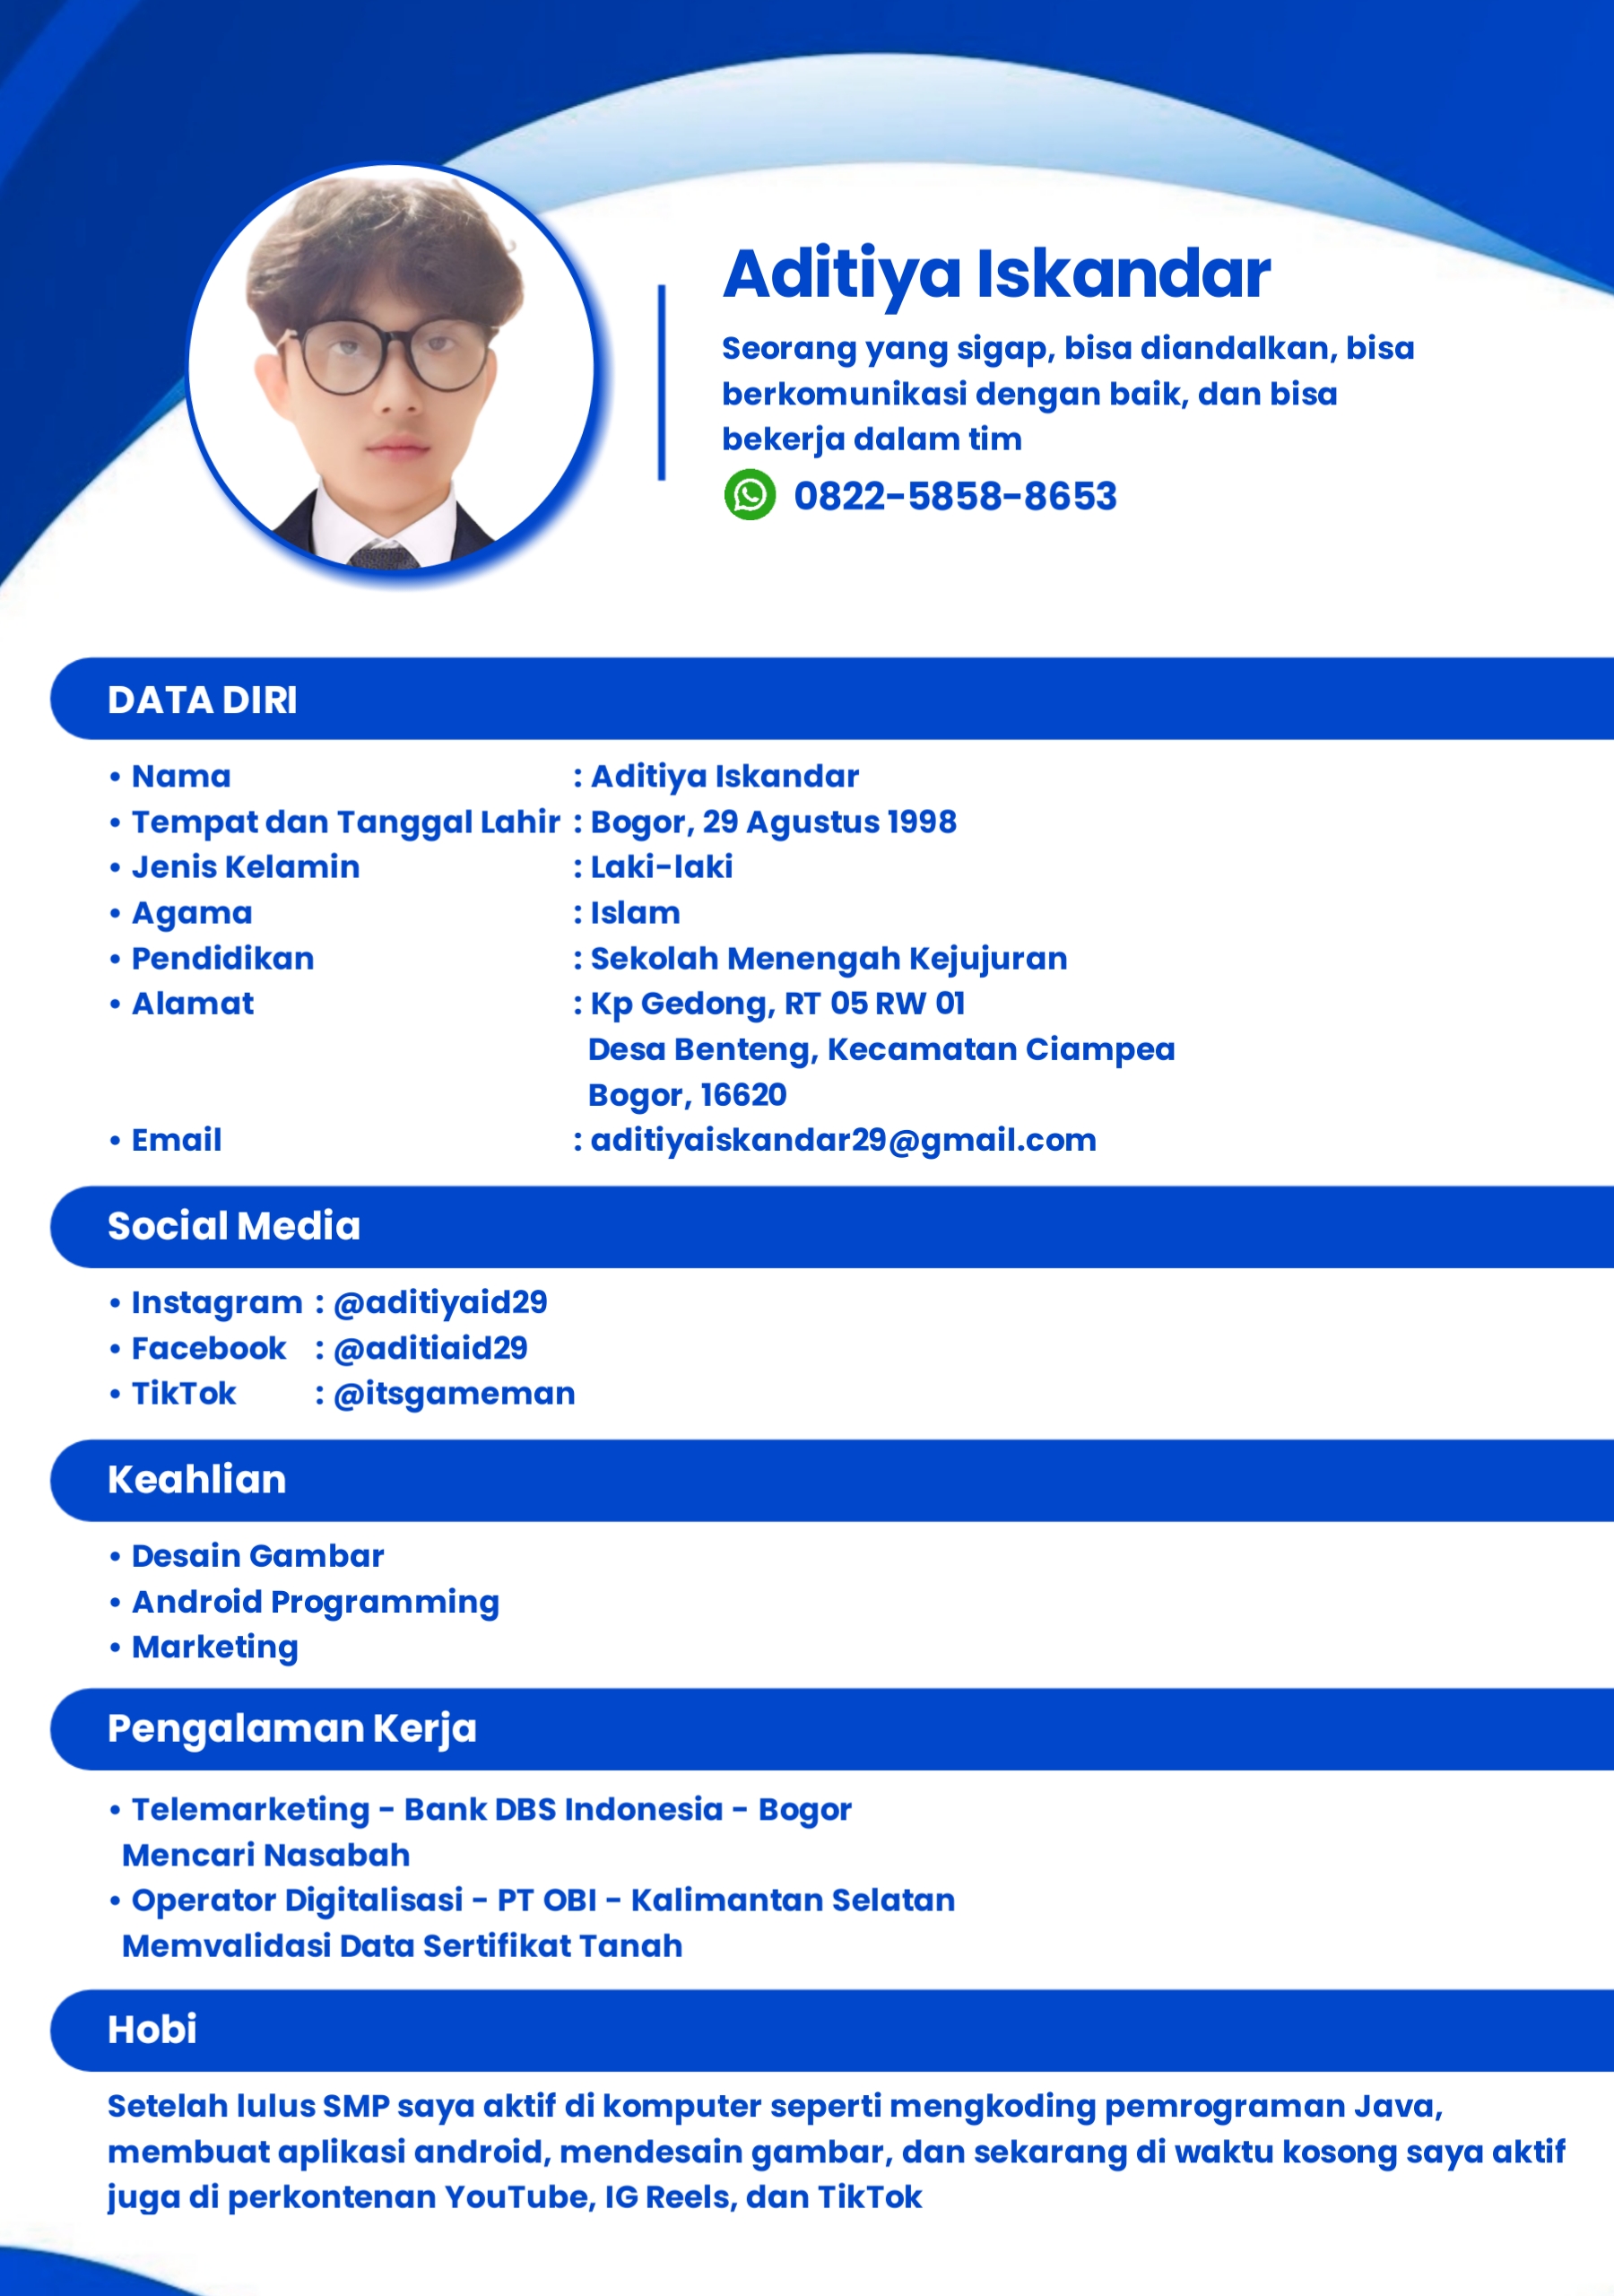 Aditiya Iskandar
Seorang yang sigap, bisa diandalkan, bisa
berkomunikasi dengan baik, dan bisa
bekerja dalam tim
0822-5858-8653
DATA DIRI
• Nama : Aditiya Iskandar
• Tempat dan Tanggal Lahir : Bogor, 29 Agustus 1998
• Jenis Kelamin : Laki-laki
• Agama : Islam
• Pendidikan : Sekolah Menengah Kejujuran
• Alamat : Kp Gedong, RT 05 RW 01
Desa Benteng, Kecamatan Ciampea
Bogor, 16620
• Email : aditiyaiskandar29@gmail.com
Social Media
• Instagram : @aditiyaid29
• Facebook : @aditiaid29
• TikTok : @itsgameman
Keahlian
• Desain Gambar
• Android Programming
• Marketing
Pengalaman Kerja
• Telemarketing - Bank DBS Indonesia - Bogor
Mencari Nasabah
• Operator Digitalisasi - PT OBI - Kalimantan Selatan
Memvalidasi Data Sertifikat Tanah
Hobi
Setelah lulus SMP saya aktif di komputer seperti mengkoding pemrograman Java,
membuat aplikasi android, mendesain gambar, dan sekarang di waktu kosong saya aktif
juga di perkontenan YouTube, IG Reels, dan TikTok